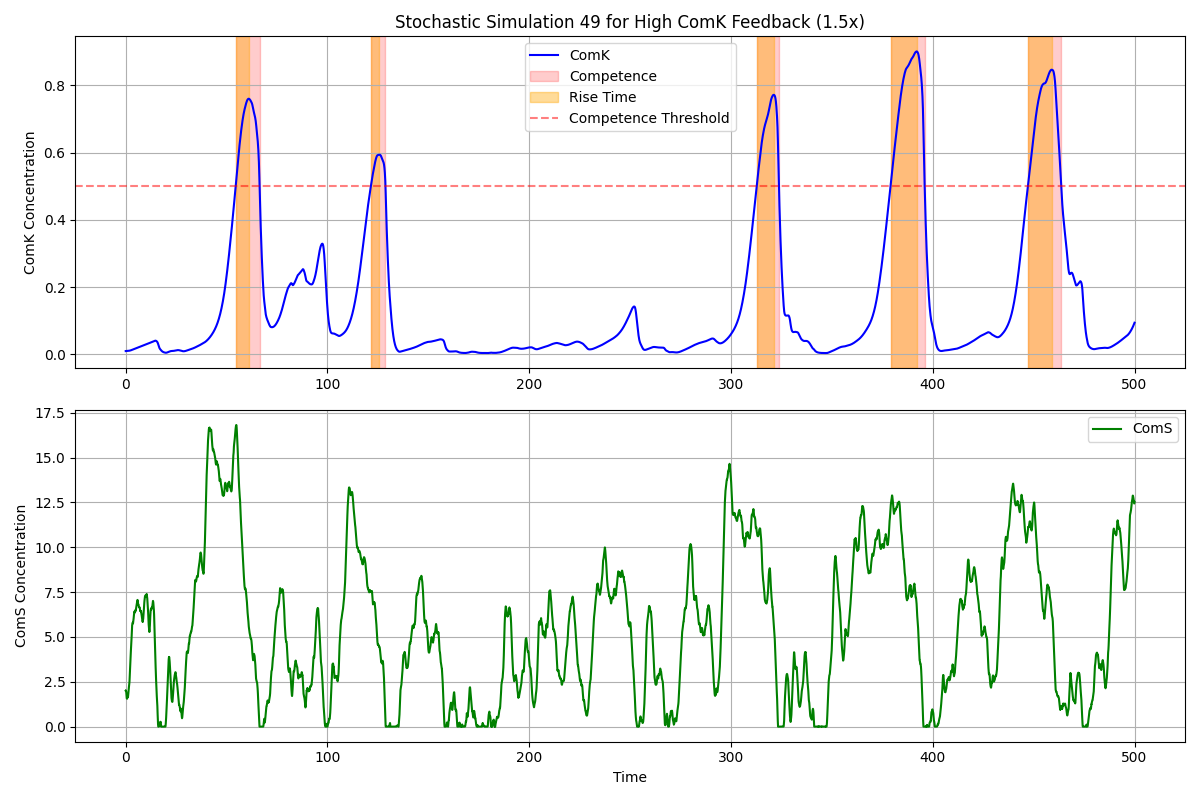 Stochastic Simulation 49 for High ComK Feedback (1.5x)
ComK Concentration
0.8
0.6
0.4
0.2
0.0
ComK
Competence
Rise Time
Competence Threshold
0 100 200 300 400 500
ComS Concentration
17.5
15.0
12.5
10.0
7.5
5.0
2.5
0.0
ComS
0 100 200 300 400 500
Time